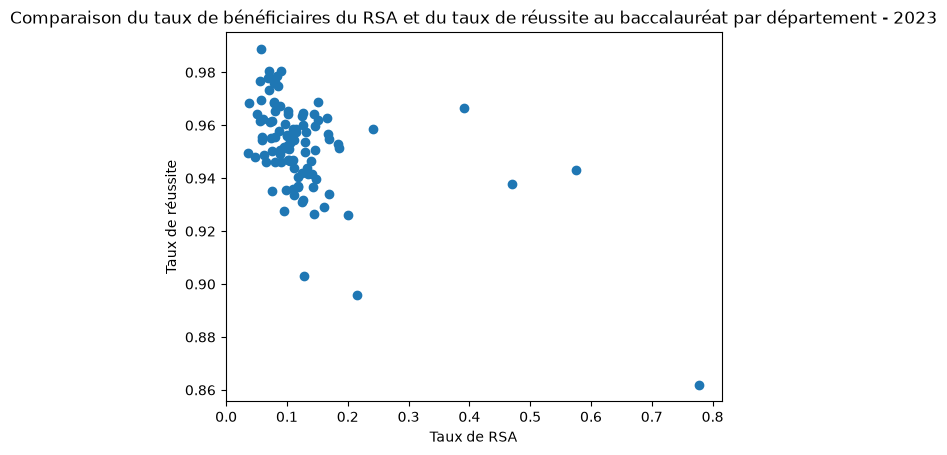 Comparaison du taux de bénéficiaires du RSA et du taux de réussite au baccalauréat par département - 2023
0.98
0.96
0.94
0.92
0.90
0.88
0.86
Taux de réussite
0.0 0.1 0.2 0.3 0.4 0.5 0.6 0.7 0.8
Taux de RSA